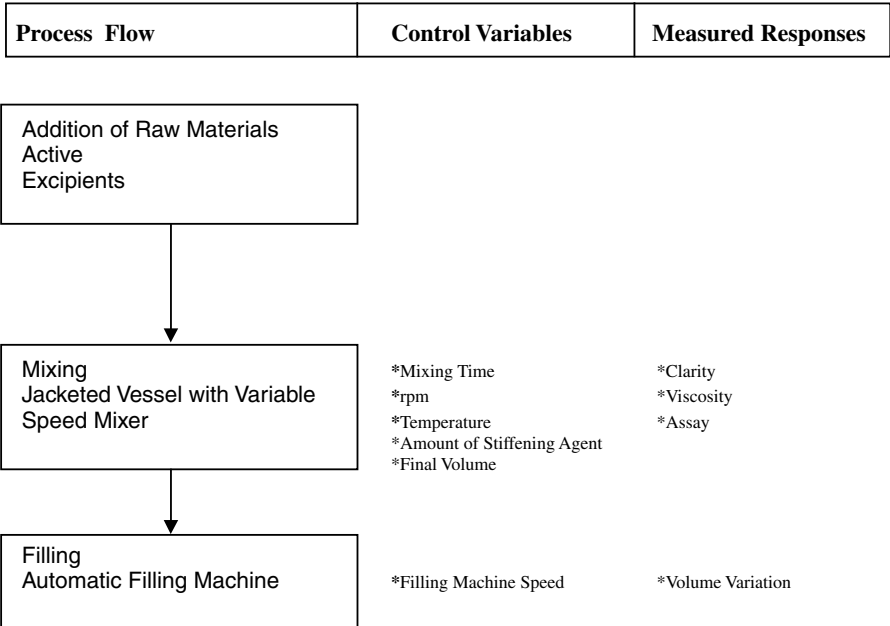 Process Flow Control Variables Measured Responses
Addition of Raw Materials
Active
Excipients
Mixing
Jacketed Vessel with Variable
Speed Mixer
*Mixing Time
*rpm
*Temperature
*Amount of Stiffening Agent
*Final Volume
*Clarity
*Viscosity
*Assay
Filling
Automatic Filling Machine
*Filling Machine Speed
*Volume Variation